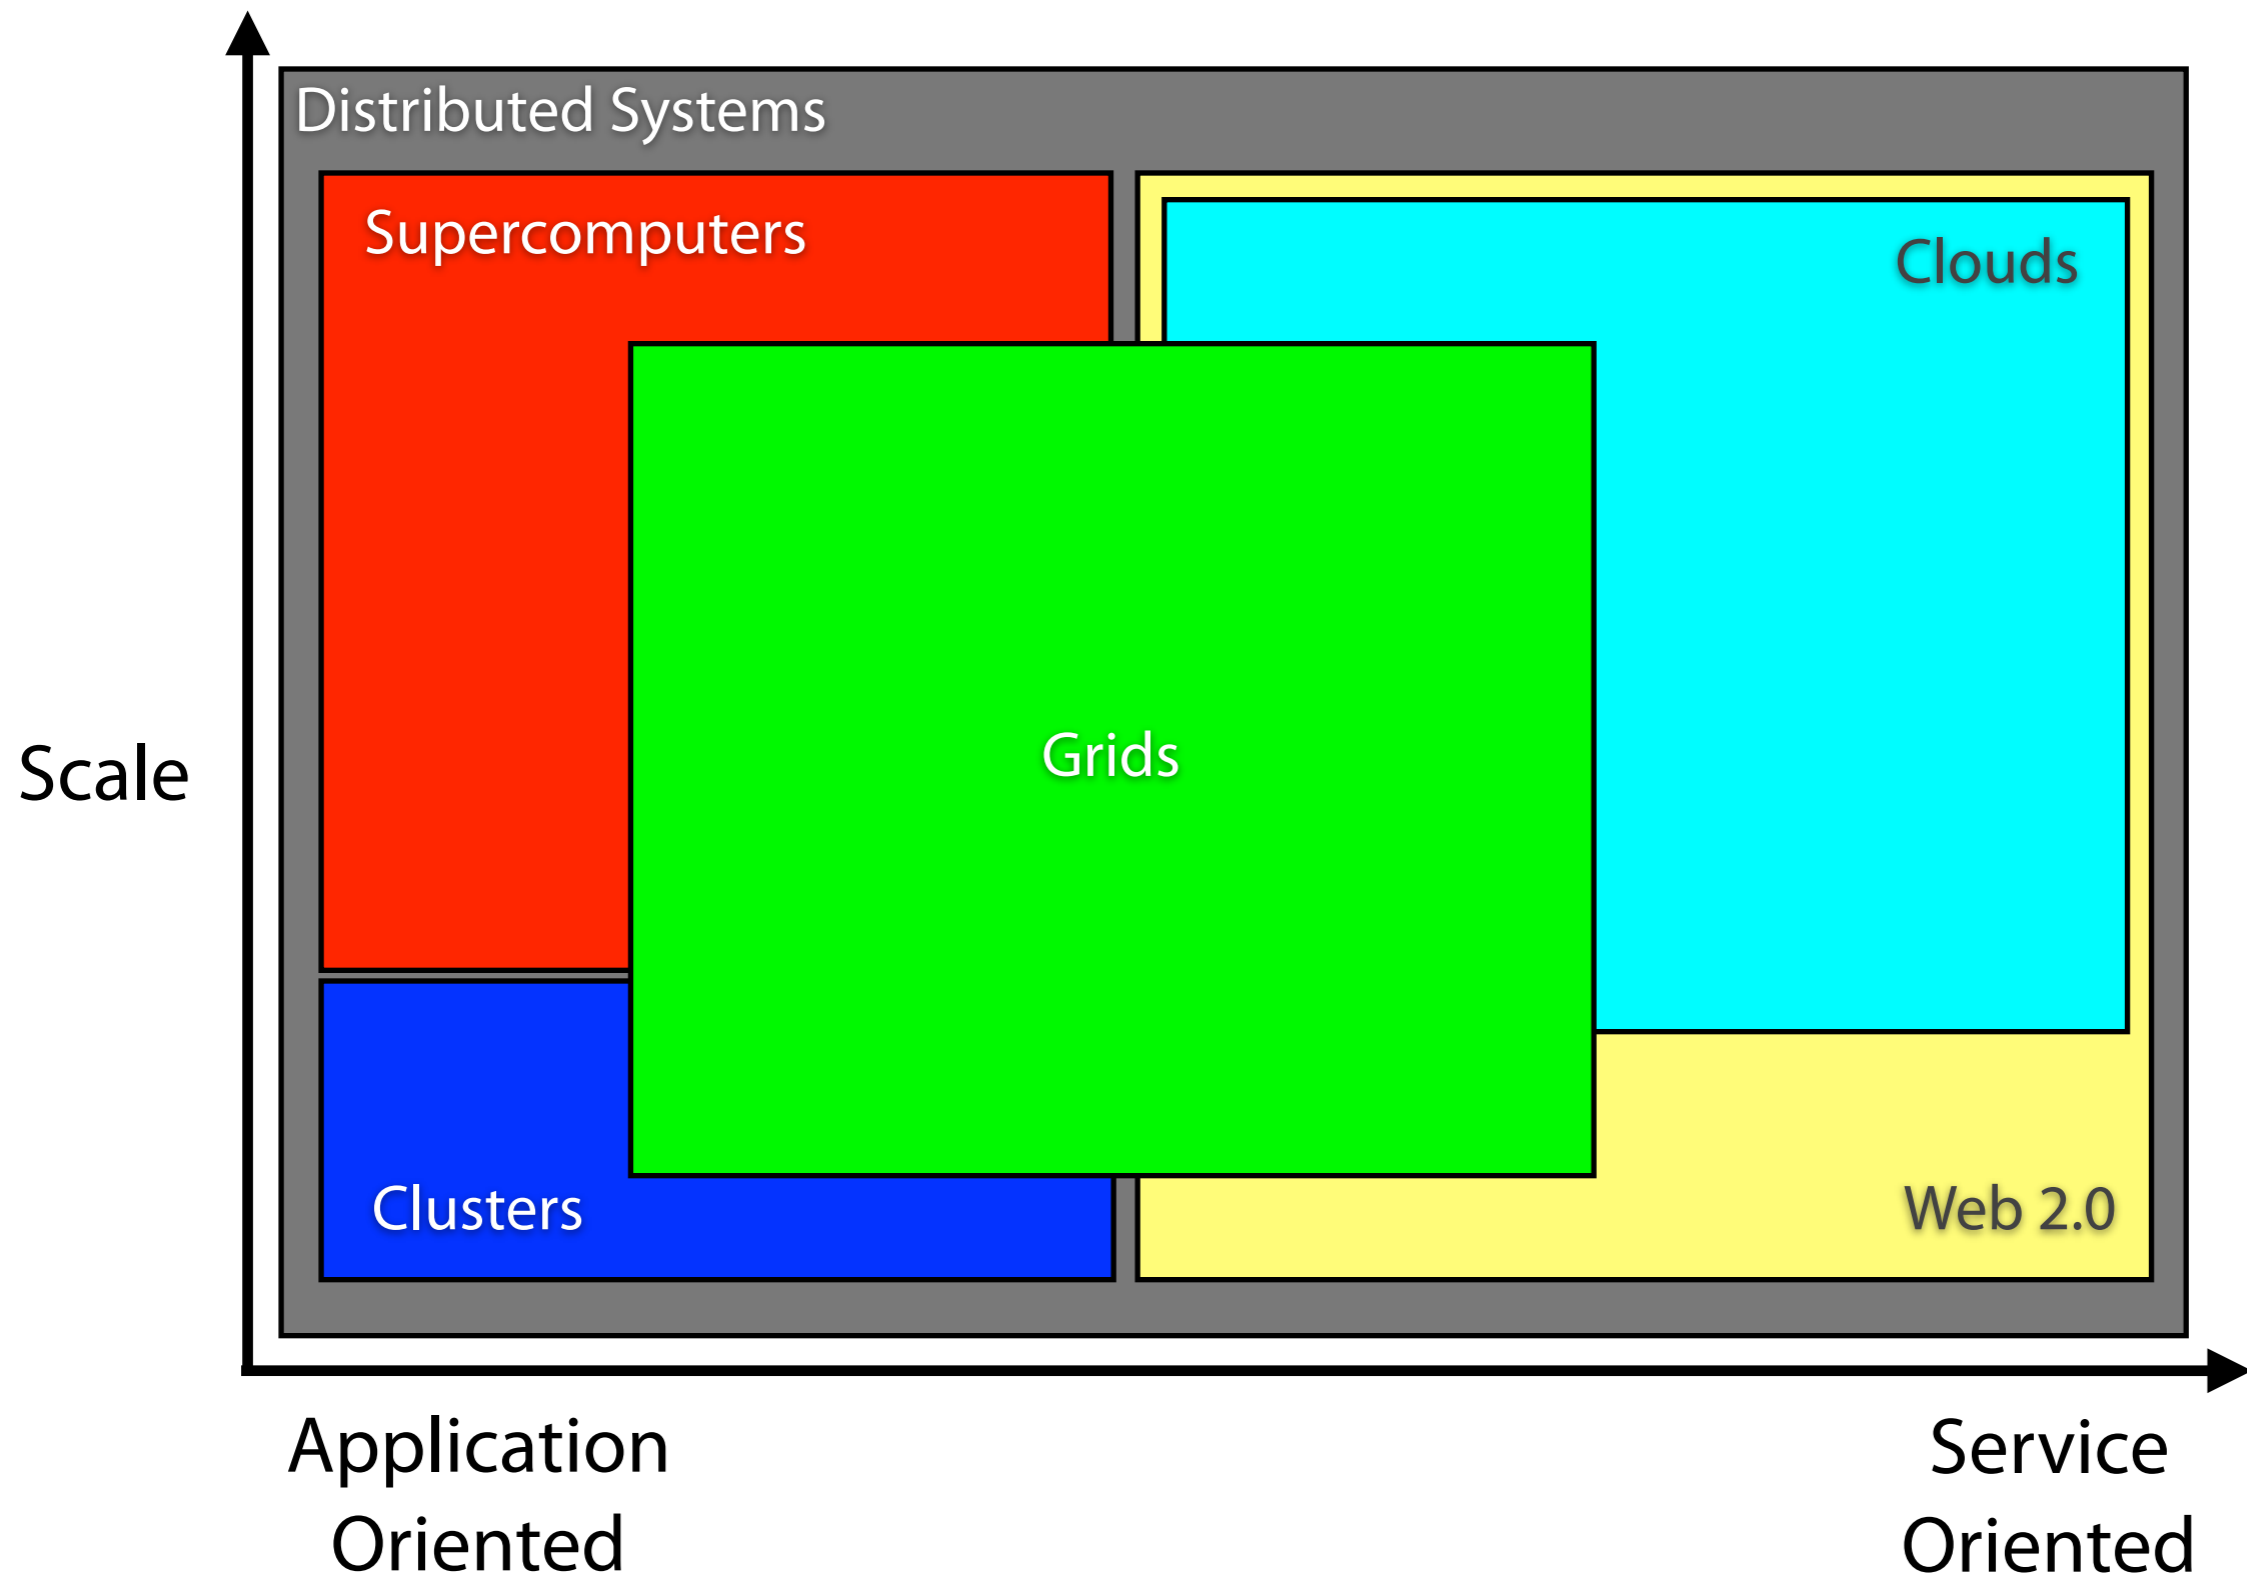 Distributed Systems
Supercomputers
Clouds
Grids
Scale
Clusters
Web 2.0
Application
Oriented
Service
Oriented